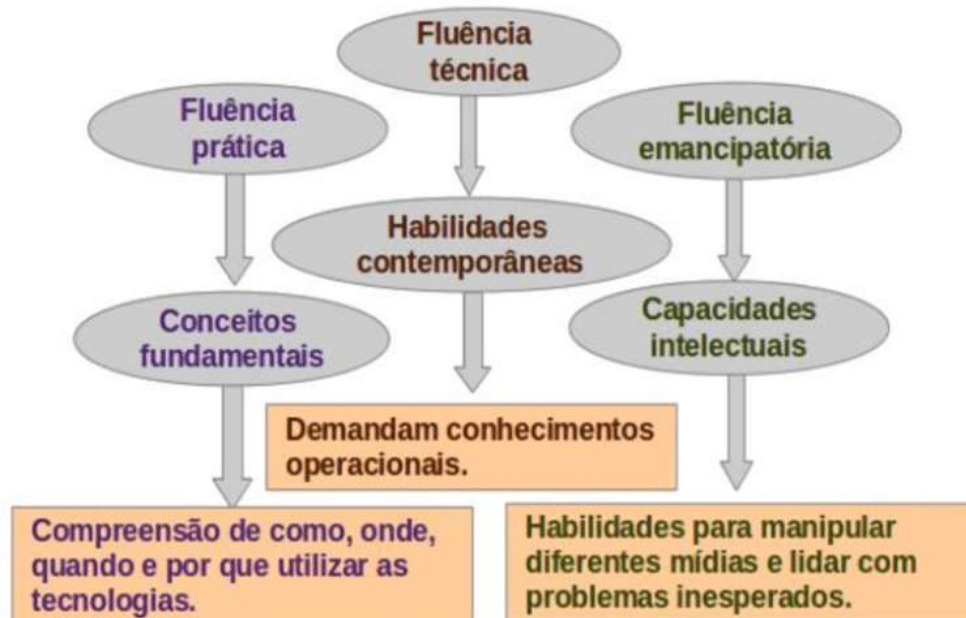 Fluência
técnica
Fluência
prática
Fluência
emancipatória
Habilidades
contemporâneas
Conceitos
fundamentais
Capacidades
intelectuais
Demandam conhecimentos
operacionais.
Compreensão de como, onde,
quando e por que utilizar as
tecnologias.
Habilidades para manipular
diferentes mídias e lidar com
problemas inesperados.